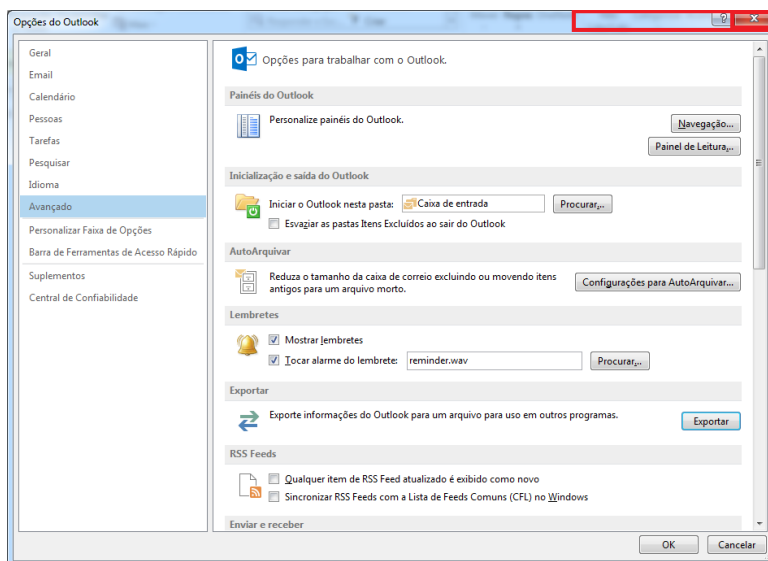 Opções do Outlook
?
Geral
Email
Calendário
Pessoas
Tarefas
Pesquisar
Idioma
Avançado
Personalizar Faixa de Opções
Barra de Ferramentas de Acesso Rápido
Suplementos
Central de Confiabilidade
Opções para trabalhar com o Outlook.
Painéis do Outlook
Personalize painéis do Outlook.
Navegação...
Painel de Leitura...
Inicialização e saída do Outlook
Iniciar o Outlook nesta pasta:
Caixa de entrada
Procurar...
Esvaziar as pastas Itens Excluídos ao sair do Outlook
AutoArquivar
Reduza o tamanho da caixa de correio excluindo ou movendo itens
antigos para um arquivo morto.
Configurações para AutoArquivar...
Lembretes
Mostrar lembretes
Tocar alarme do lembrete:
reminder.wav
Procurar...
Exportar
Exporte informações do Outlook para um arquivo para uso em outros programas.
Exportar
RSS Feeds
Qualquer item de RSS Feed atualizado é exibido como novo
Sincronizar RSS Feeds com a Lista de Feeds Comuns (CFL) no Windows
Enviar e receber
OK
Cancelar